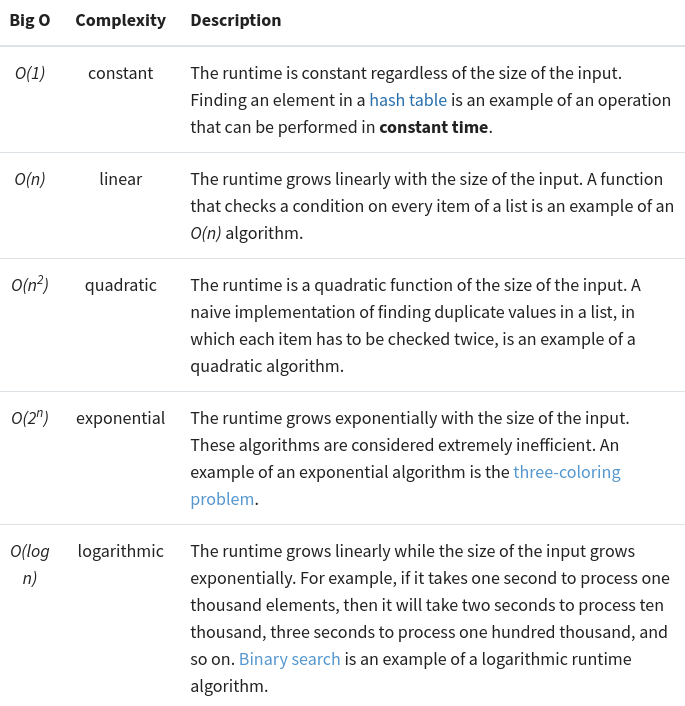 Big O Complexity Description
O(1) constant The runtime is constant regardless of the size of the input.
Finding an element in a hash table is an example of an operation
that can be performed in constant time.
O(n) linear The runtime grows linearly with the size of the input. A function
that checks a condition on every item of a list is an example of an
O(n) algorithm.
O(n²) quadratic The runtime is a quadratic function of the size of the input. A
naive implementation of finding duplicate values in a list, in
which each item has to be checked twice, is an example of a
quadratic algorithm.
O(2ⁿ) exponential The runtime grows exponentially with the size of the input.
These algorithms are considered extremely inefficient. An
example of an exponential algorithm is the three-coloring
problem.
O(log logarithmic The runtime grows linearly while the size of the input grows
n) exponentially. For example, if it takes one second to process one
thousand elements, then it will take two seconds to process ten
thousand, three seconds to process one hundred thousand, and
so on. Binary search is an example of a logarithmic runtime
algorithm.